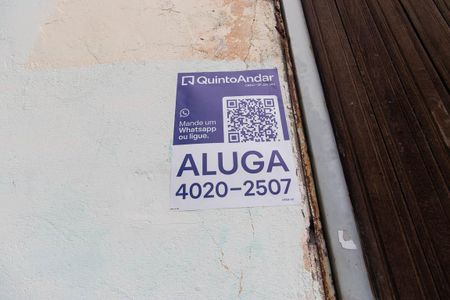 QuintoAndar
Mande um
Whatsapp
ou ligue.
ALUGA
4020-2507